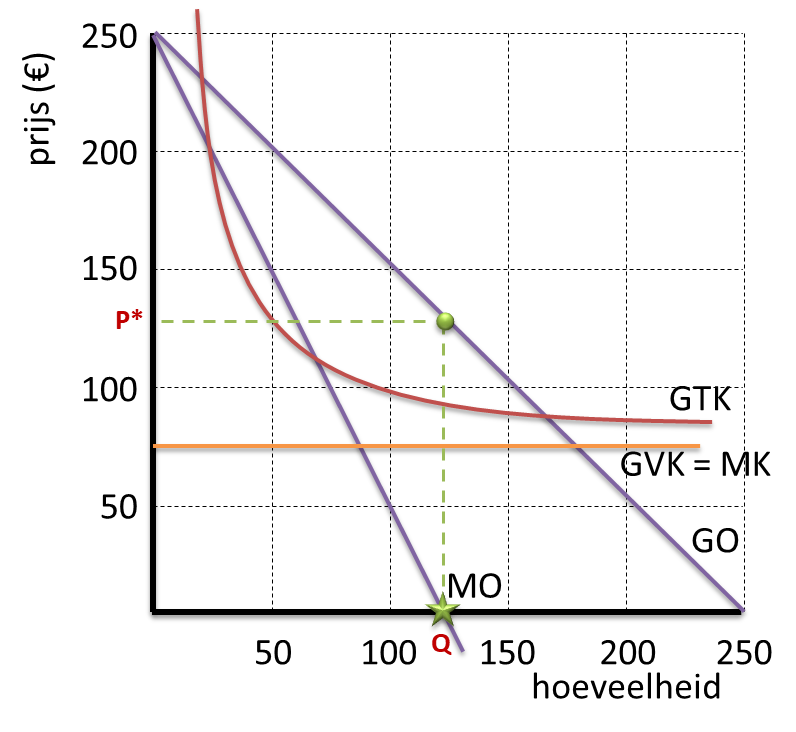 prijs (€)
250
200
150
P*
100
50
GTK
GVK = MK
GO
MO
Q
50
100
150
200
250
hoeveelheid